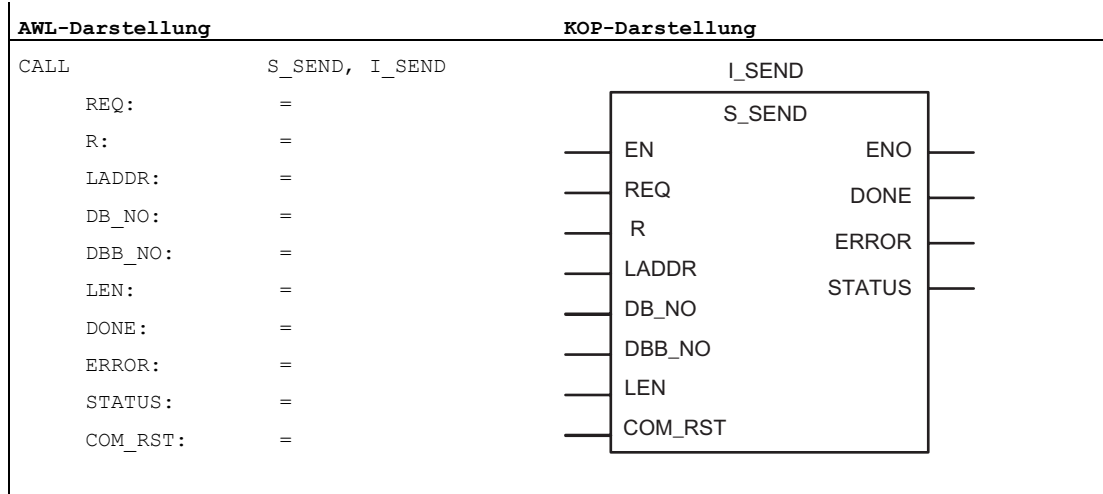 AWL-Darstellung KOP-Darstellung
CALL S_SEND, I_SEND
REQ: =
R: =
LADDR: =
DB_NO: =
DBB_NO: =
LEN: =
DONE: =
ERROR: =
STATUS: =
COM_RST: =
I_SEND
S_SEND
EN ENO
REQ DONE
R ERROR
LADDR STATUS
DB_NO
DBB_NO
LEN
COM_RST